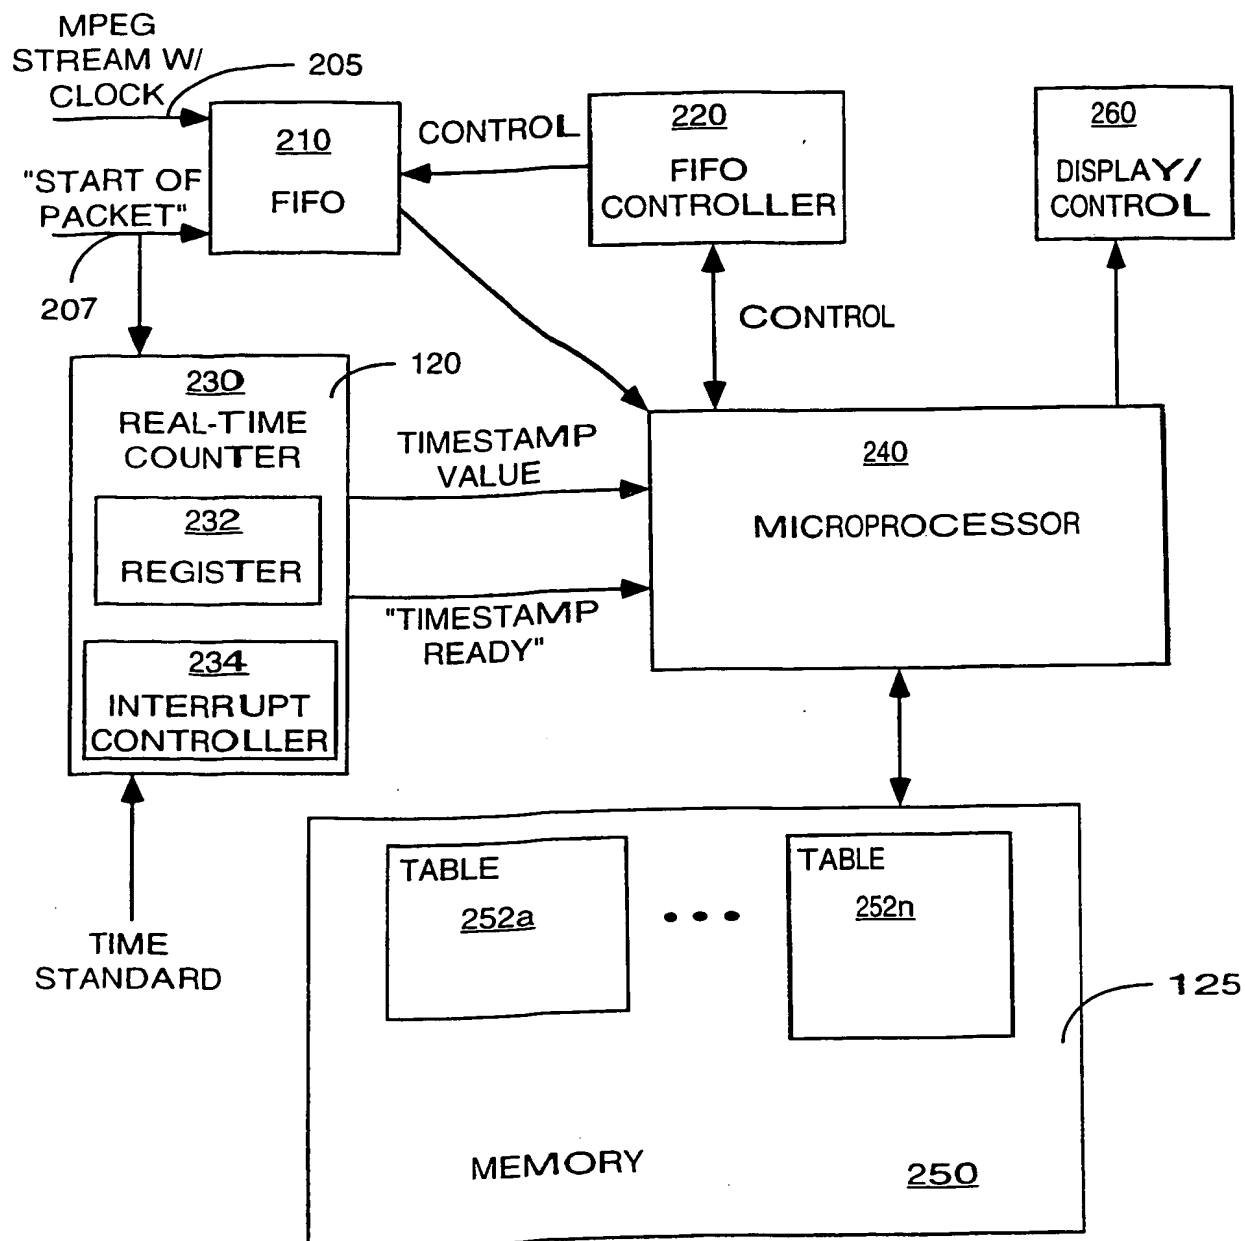 MPEG
STREAM W/
CLOCK
205
"START OF
PACKET"
207
210
FIFO
CONTROL
220
FIFO
CONTROLLER
260
DISPLAY/
CONTROL
CONTROL
120
230
REAL-TIME
COUNTER
232
REGISTER
234
INTERRUPT
CONTROLLER
TIMESTAMP
VALUE
"TIMESTAMP
READY"
240
MICROPROCESSOR
TIME
STANDARD
TABLE
252a
TABLE
252n
125
MEMORY
250